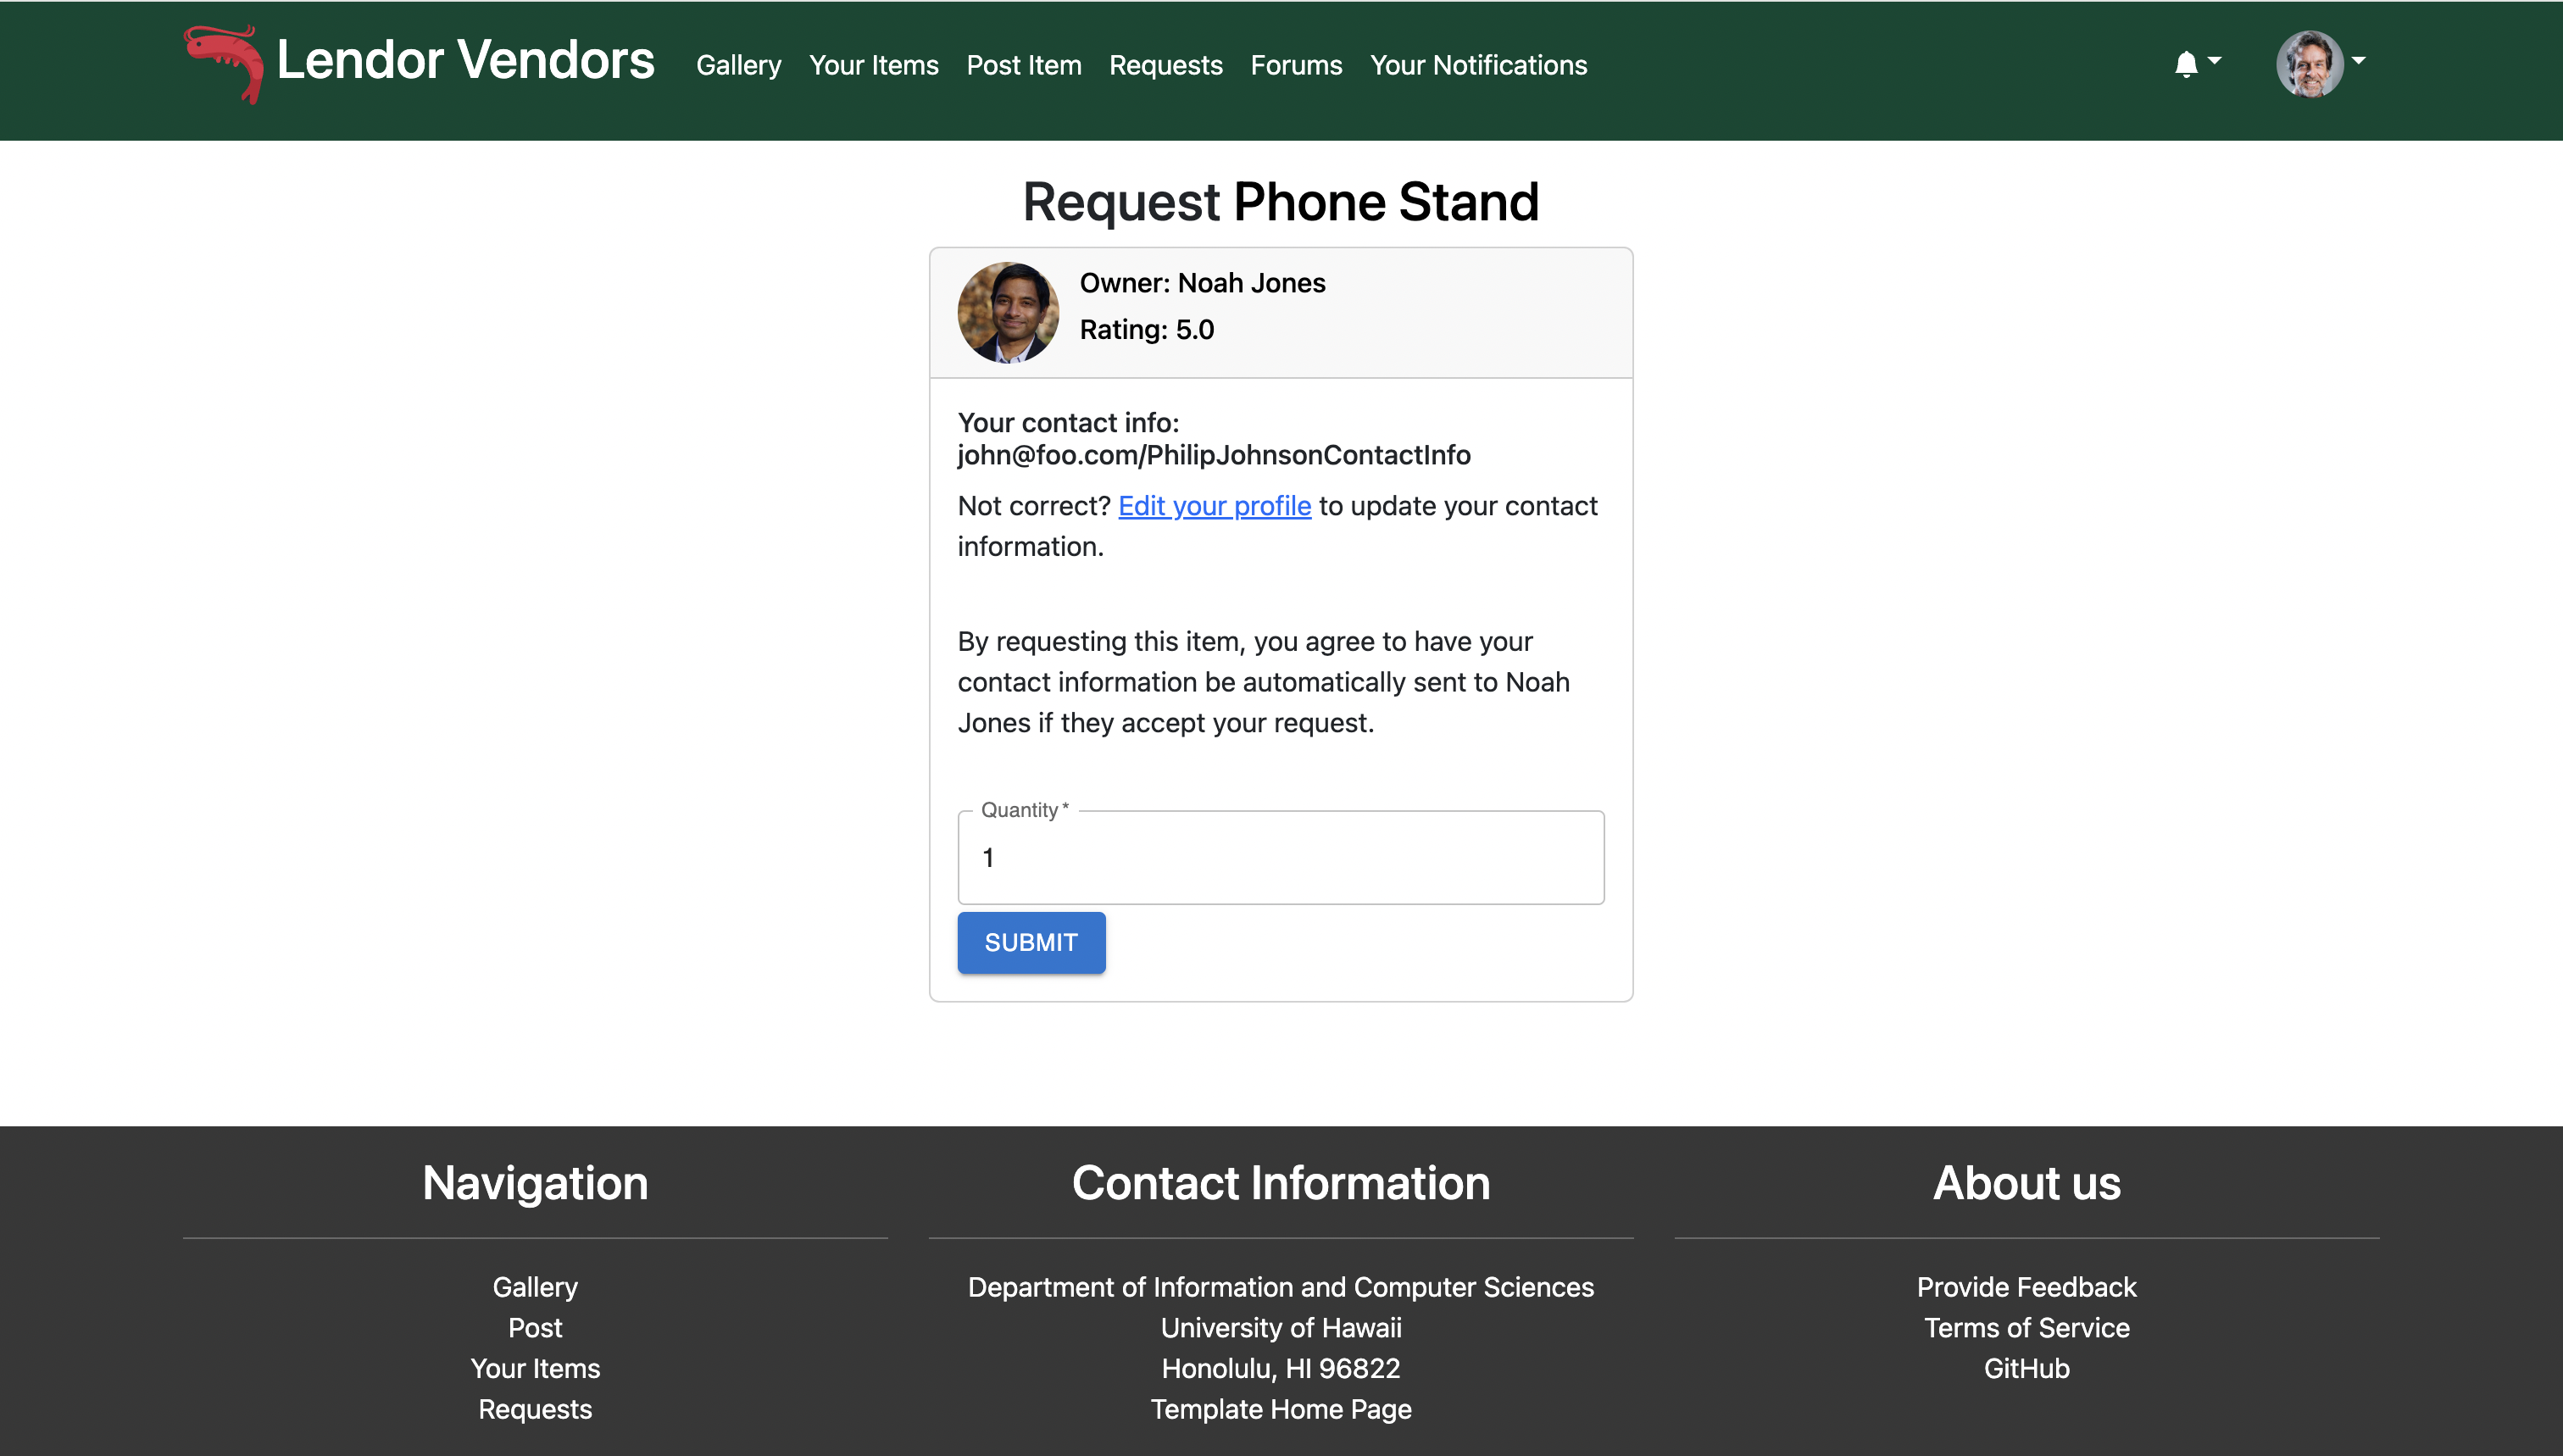 Lendor Vendors Gallery Your Items Post Item Requests Forums Your Notifications
Request Phone Stand
Owner: Noah Jones
Rating: 5.0
Your contact info:
john@foo.com/PhilipJohnsonContactInfo
Not correct? Edit your profile to update your contact
information.
By requesting this item, you agree to have your
contact information be automatically sent to Noah
Jones if they accept your request.
Quantity *
1
SUBMIT
Navigation
Gallery
Post
Your Items
Requests
Contact Information
Department of Information and Computer Sciences
University of Hawaii
Honolulu, HI 96822
Template Home Page
About us
Provide Feedback
Terms of Service
GitHub